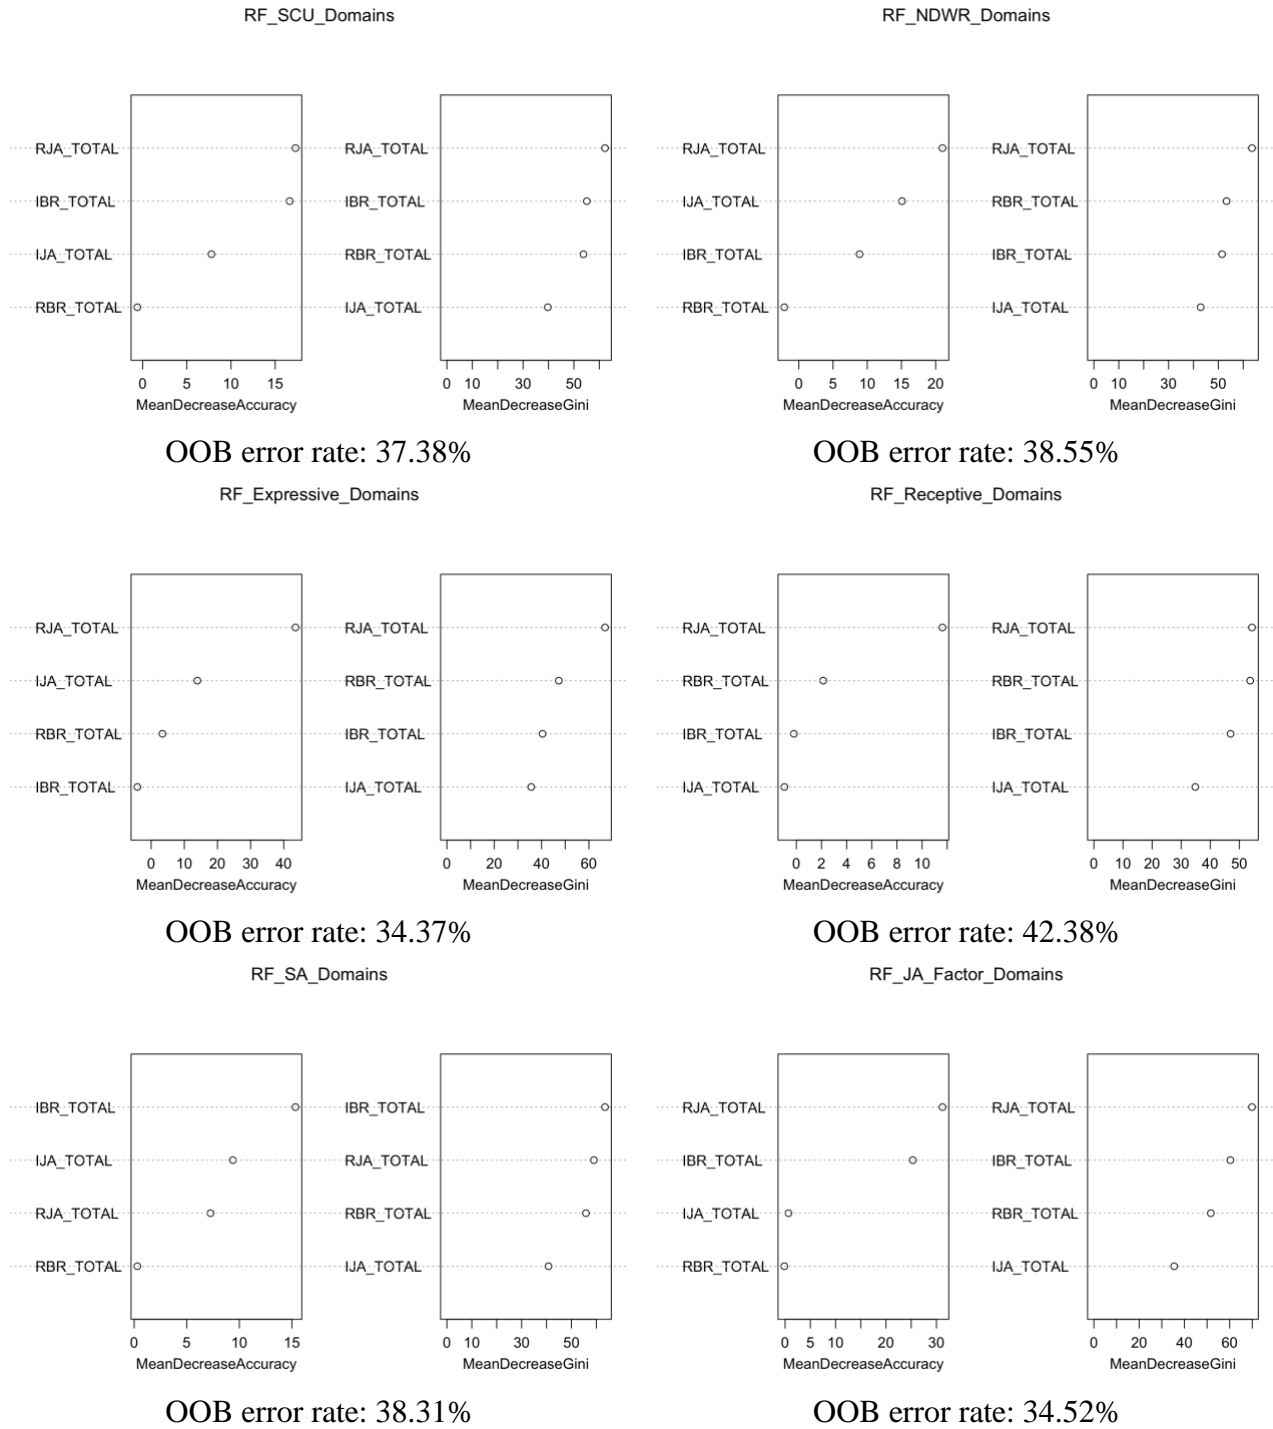 RF_SCU_Domains
RJA_TOTAL
IBR_TOTAL
IJA_TOTAL
RBR_TOTAL
0 5 10 15
MeanDecreaseAccuracy
RJA_TOTAL
IBR_TOTAL
RBR_TOTAL
IJA_TOTAL
0 10 30 50
MeanDecreaseGini
OOB error rate: 37.38%
RF_NDWR_Domains
RJA_TOTAL
IJA_TOTAL
IBR_TOTAL
RBR_TOTAL
0 5 10 15 20
MeanDecreaseAccuracy
RJA_TOTAL
RBR_TOTAL
IBR_TOTAL
IJA_TOTAL
0 10 30 50
MeanDecreaseGini
OOB error rate: 38.55%
RF_Expressive_Domains
RJA_TOTAL
IJA_TOTAL
RBR_TOTAL
IBR_TOTAL
0 10 20 30 40
MeanDecreaseAccuracy
RJA_TOTAL
RBR_TOTAL
IBR_TOTAL
IJA_TOTAL
0 20 40 60
MeanDecreaseGini
OOB error rate: 34.37%
RF_Receptive_Domains
RJA_TOTAL
RBR_TOTAL
IBR_TOTAL
IJA_TOTAL
0 2 4 6 8 10
MeanDecreaseAccuracy
RJA_TOTAL
RBR_TOTAL
IBR_TOTAL
IJA_TOTAL
0 10 20 30 40 50
MeanDecreaseGini
OOB error rate: 42.38%
RF_SA_Domains
IBR_TOTAL
IJA_TOTAL
RJA_TOTAL
RBR_TOTAL
0 5 10 15
MeanDecreaseAccuracy
IBR_TOTAL
RJA_TOTAL
RBR_TOTAL
IJA_TOTAL
0 10 30 50
MeanDecreaseGini
OOB error rate: 38.31%
RF_JA_Factor_Domains
RJA_TOTAL
IBR_TOTAL
IJA_TOTAL
RBR_TOTAL
0 5 10 20 30
MeanDecreaseAccuracy
RJA_TOTAL
IBR_TOTAL
RBR_TOTAL
IJA_TOTAL
0 20 40 60
MeanDecreaseGini
OOB error rate: 34.52%